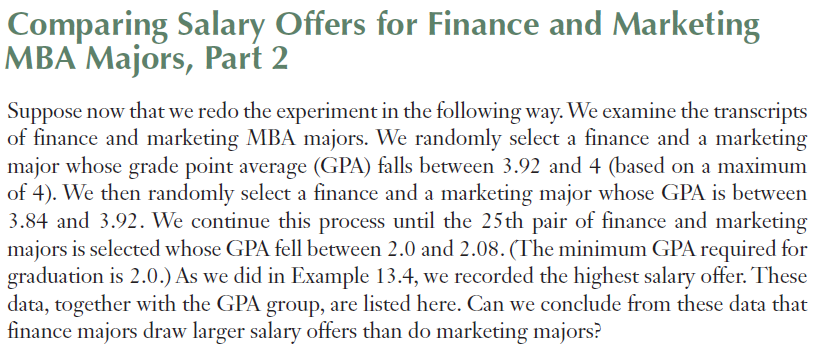 Comparing Salary Offers for Finance and Marketing
MBA Majors, Part 2
Suppose now that we redo the experiment in the following way. We examine the transcripts
of finance and marketing MBA majors. We randomly select a finance and a marketing
major whose grade point average (GPA) falls between 3.92 and 4 (based on a maximum
of 4). We then randomly select a finance and a marketing major whose GPA is between
3.84 and 3.92. We continue this process until the 25th pair of finance and marketing
majors is selected whose GPA fell between 2.0 and 2.08. (The minimum GPA required for
graduation is 2.0.) As we did in Example 13.4, we recorded the highest salary offer. These
data, together with the GPA group, are listed here. Can we conclude from these data that
finance majors draw larger salary offers than do marketing majors?